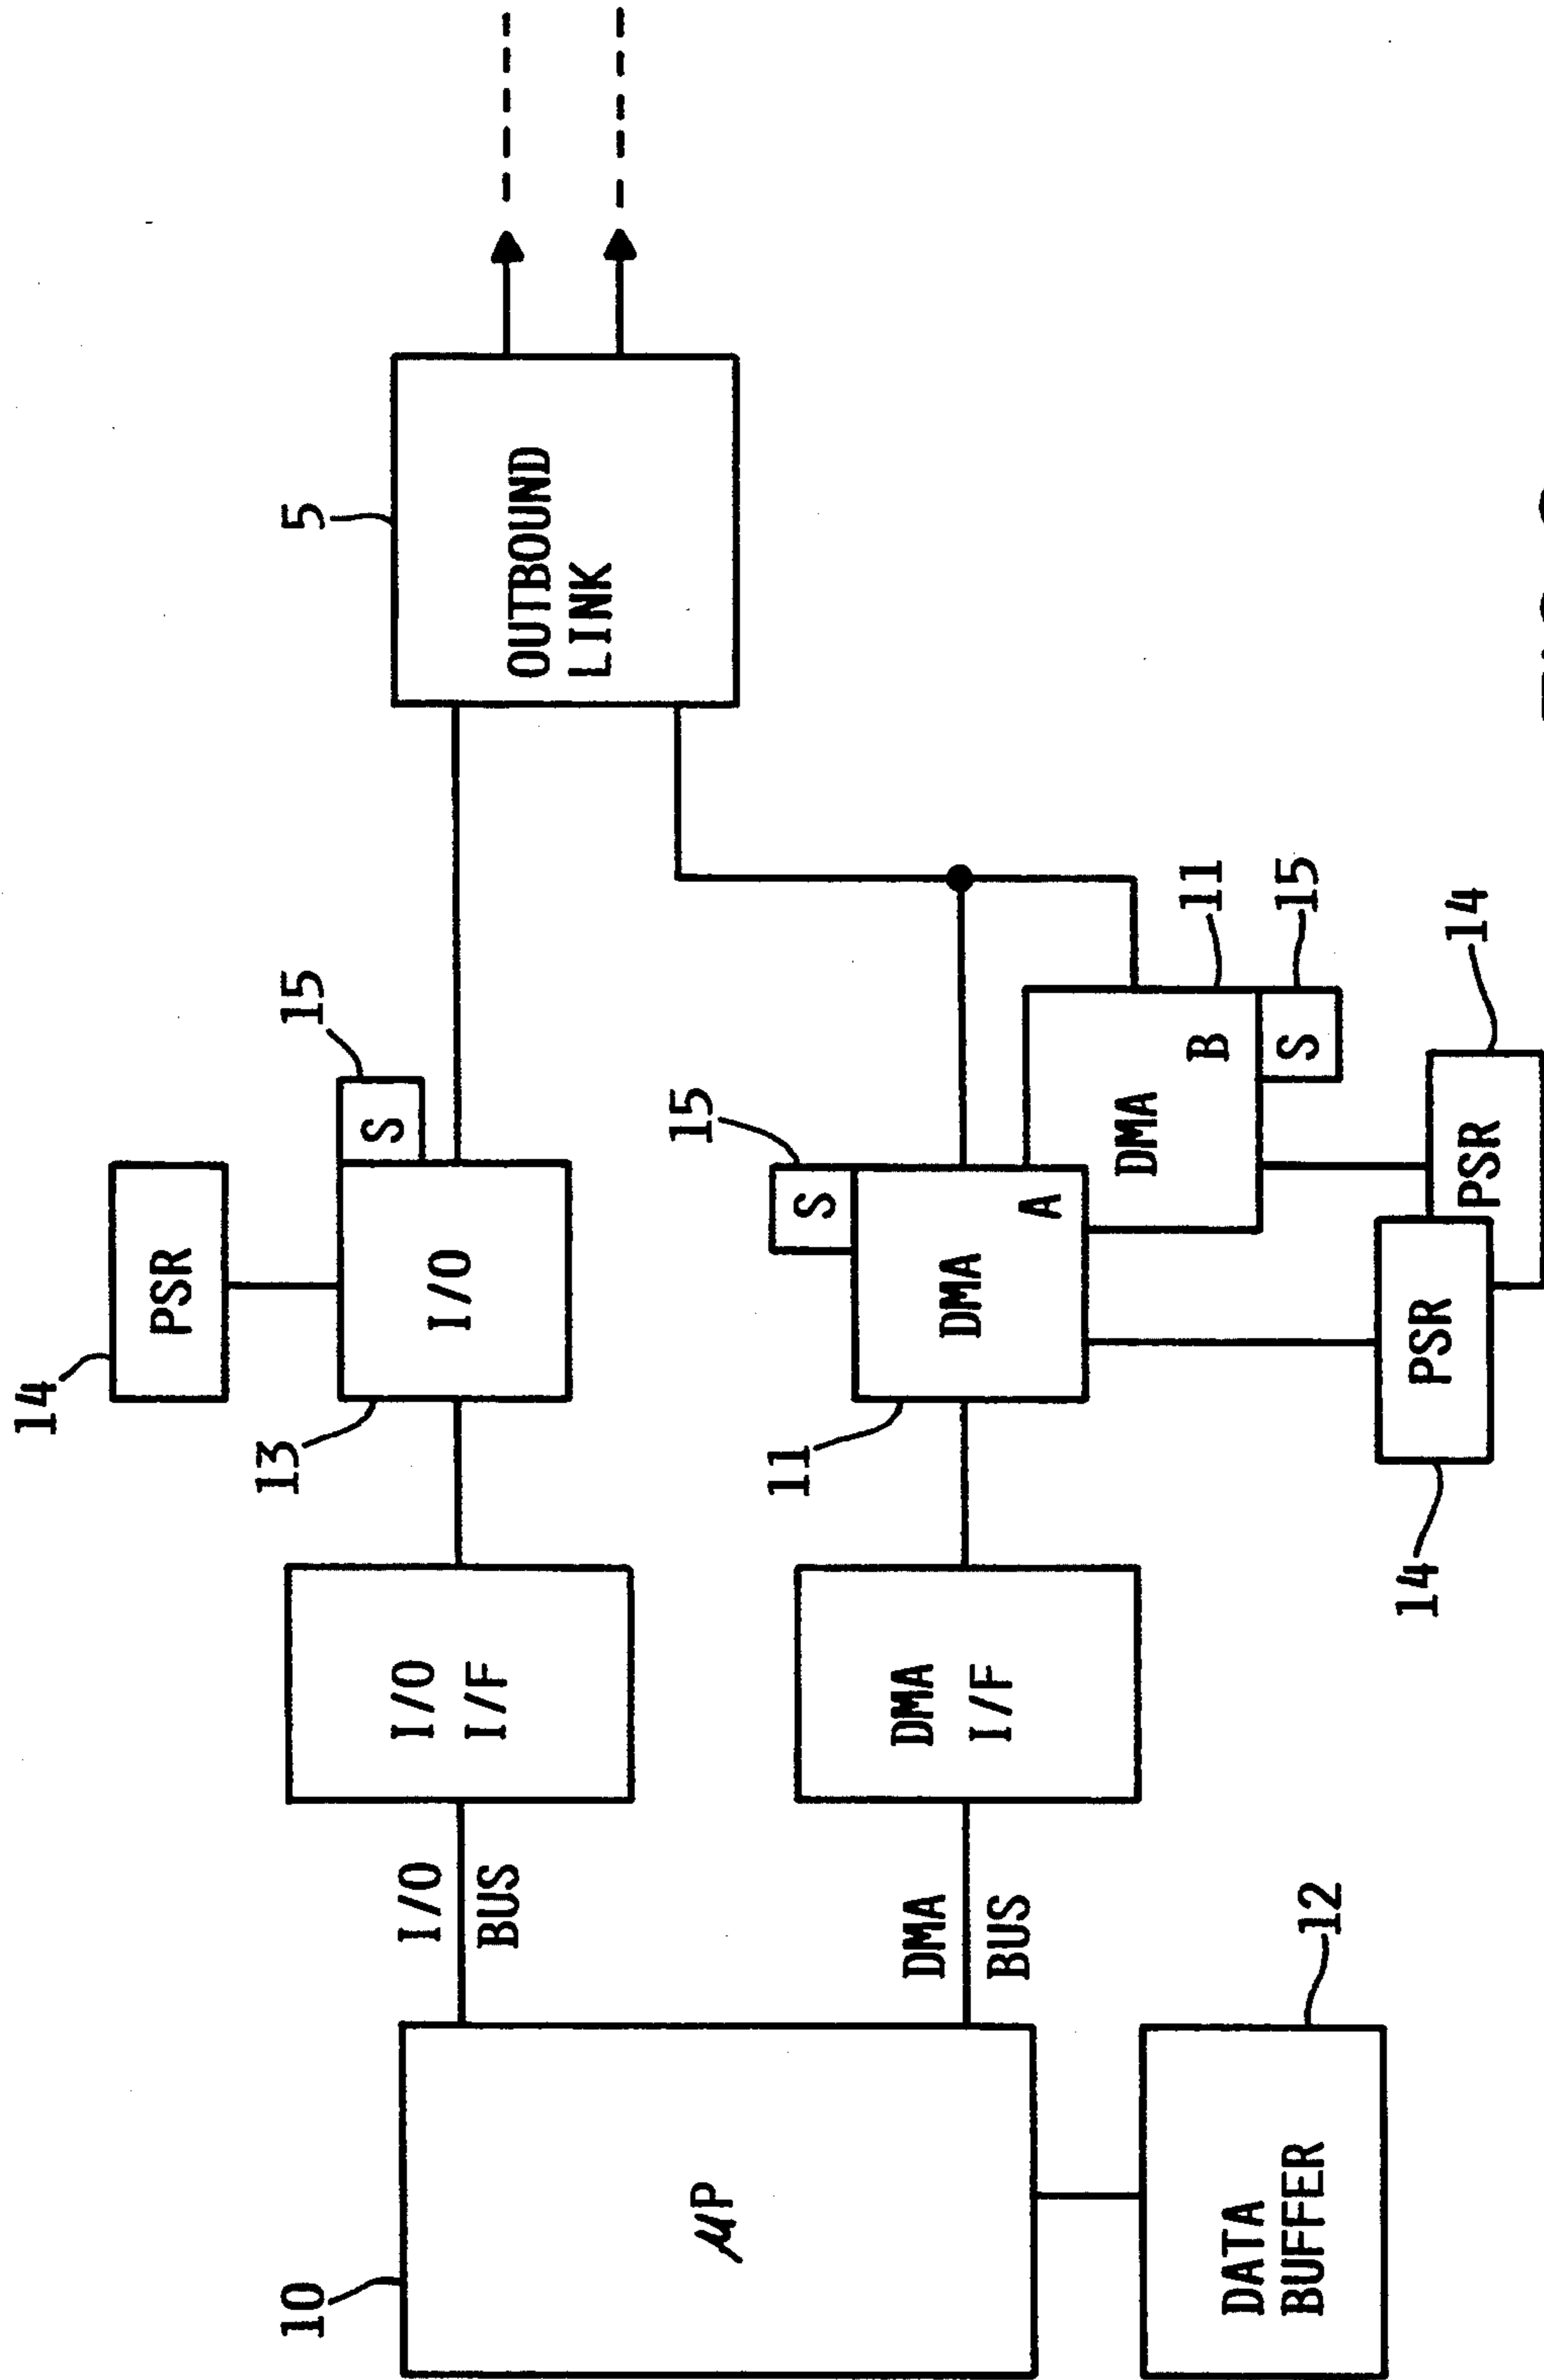 14
PSR
10
13
15
5
S
I/O
BUS
I/O
I/F
I/O
OUTBOUND
LINK
15
μP
11
S
DMA
BUS
DMA
I/F
DMA
A
DMA
B
11
DATA
BUFFER
12
S
15
14
PSR
PSR
14